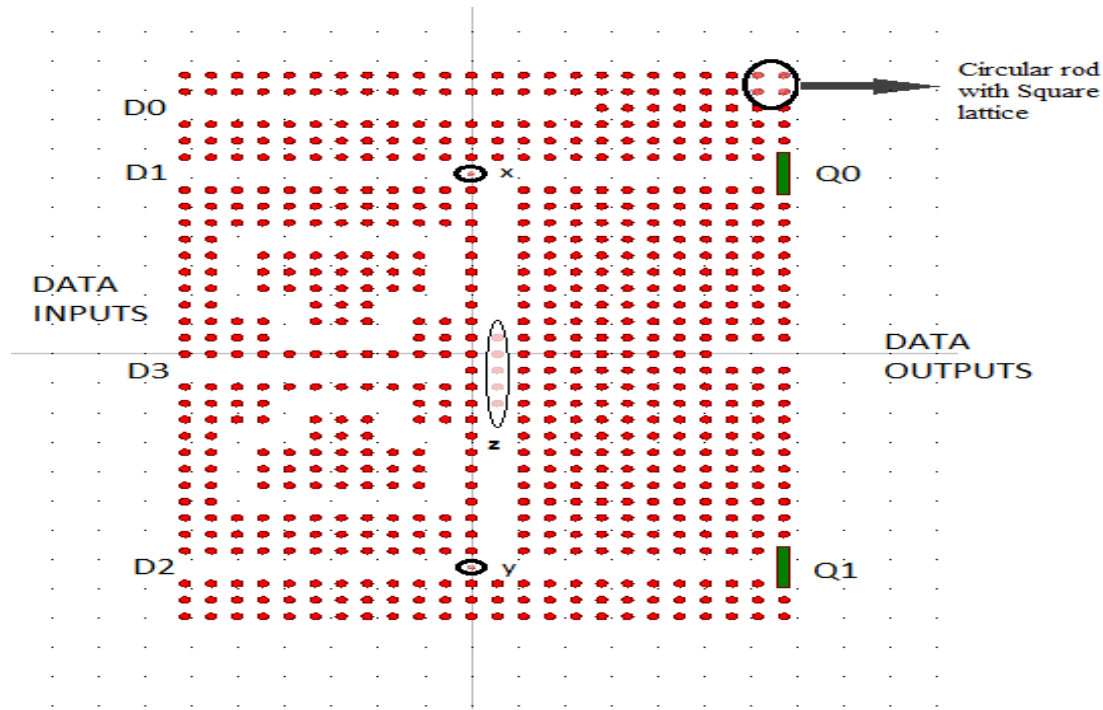 Circular rod
with Square
lattice
D0
D1
x
Q0
DATA
INPUTS
DATA
OUTPUTS
D3
z
D2
y
Q1